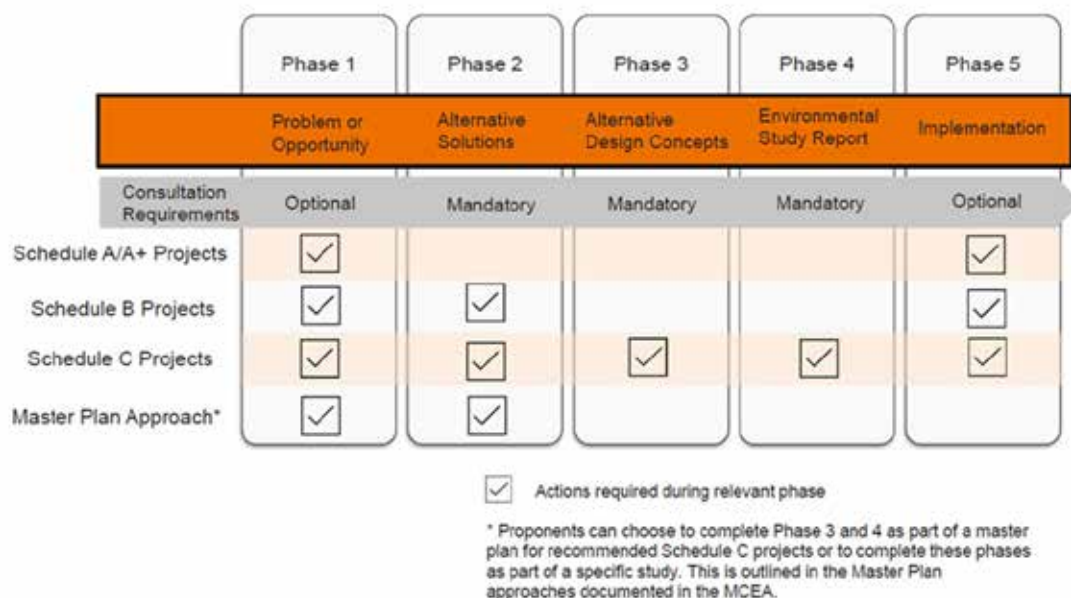 Phase 1 Phase 2 Phase 3 Phase 4 Phase 5
Problem or Opportunity
Alternative Solutions
Alternative Design Concepts
Environmental Study Report
Implementation
Consultation Requirements
Optional Mandatory Mandatory Mandatory Optional
Schedule A/A+ Projects
Schedule B Projects
Schedule C Projects
Master Plan Approach*
Actions required during relevant phase
* Proponents can choose to complete Phase 3 and 4 as part of a master
plan for recommended Schedule C projects or to complete these phases
as part of a specific study. This is outlined in the Master Plan
approaches documented in the MCEA.